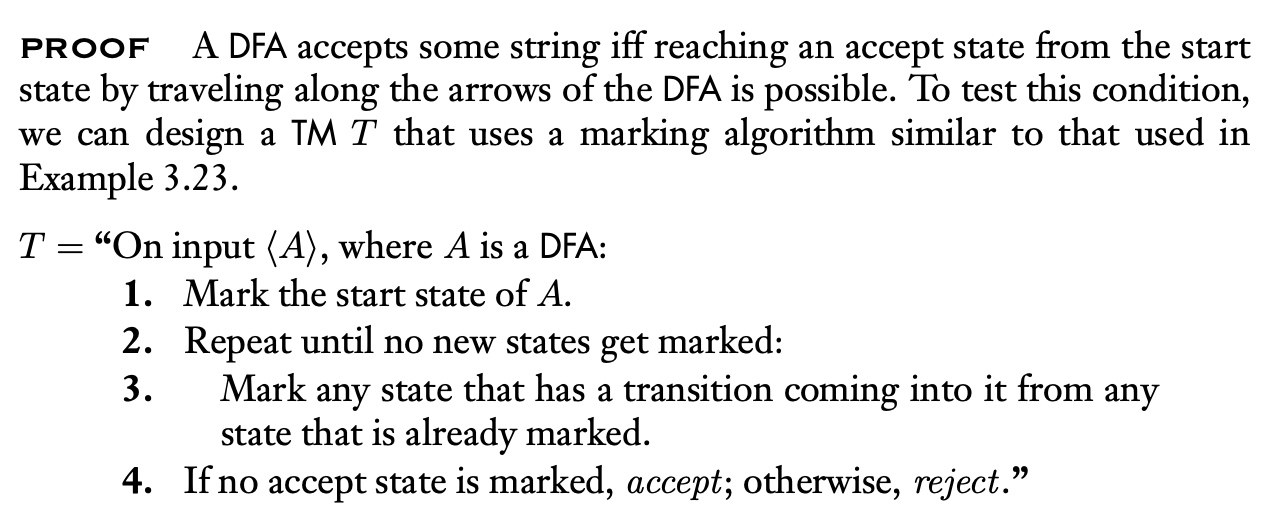 PROOF A DFA accepts some string iff reaching an accept state from the start
state by traveling along the arrows of the DFA is possible. To test this condition,
we can design a TM T that uses a marking algorithm similar to that used in
Example 3.23.
T = “On input ⟨A⟩, where A is a DFA:
1. Mark the start state of A.
2. Repeat until no new states get marked:
3. Mark any state that has a transition coming into it from any
state that is already marked.
4. If no accept state is marked, accept; otherwise, reject.”